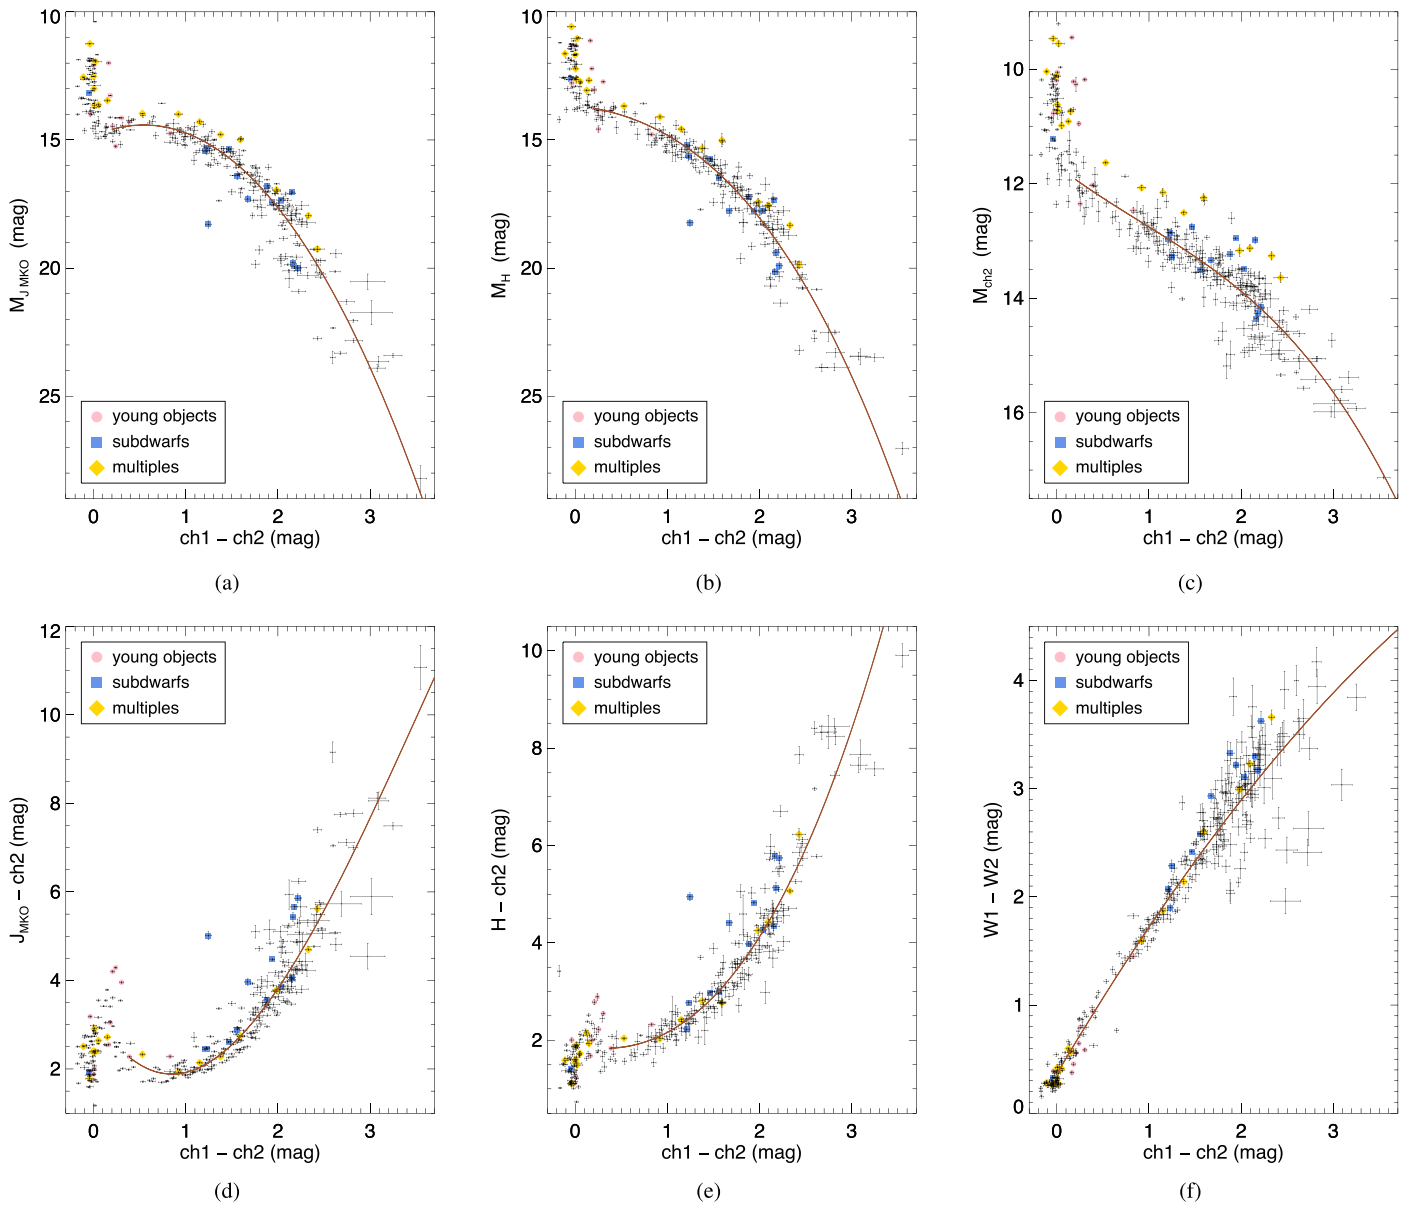 10
15
20
25
M_J MKO (mag)
young objects
subdwarfs
multiples
0 1 2 3
ch1 − ch2 (mag)
(a)
10
15
20
25
M_H (mag)
young objects
subdwarfs
multiples
0 1 2 3
ch1 − ch2 (mag)
(b)
10
12
14
16
M_ch2 (mag)
young objects
subdwarfs
multiples
0 1 2 3
ch1 − ch2 (mag)
(c)
12
10
8
6
4
2
J_MKO − ch2 (mag)
young objects
subdwarfs
multiples
0 1 2 3
ch1 − ch2 (mag)
(d)
10
8
6
4
2
H − ch2 (mag)
young objects
subdwarfs
multiples
0 1 2 3
ch1 − ch2 (mag)
(e)
4
3
2
1
0
W1 − W2 (mag)
young objects
subdwarfs
multiples
0 1 2 3
ch1 − ch2 (mag)
(f)